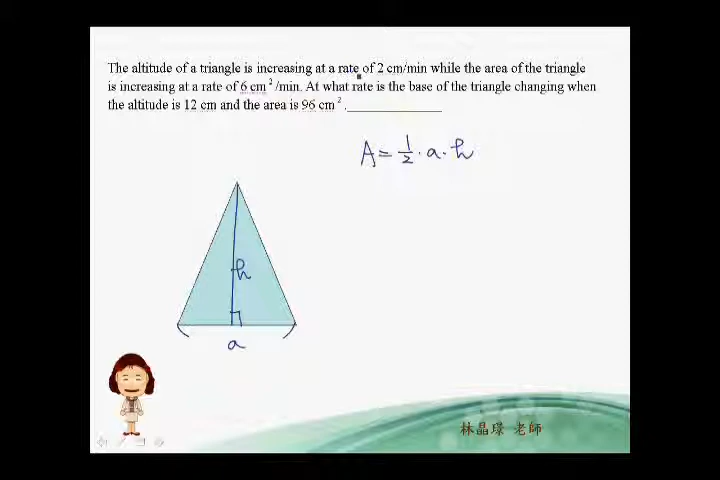 The altitude of a triangle is increasing at a rate of 2 cm/min while the area of the triangle
is increasing at a rate of 6 cm²/min. At what rate is the base of the triangle changing when
the altitude is 12 cm and the area is 96 cm². ____________
A = 1/2 · a · h
h
a
林晶璟 老師